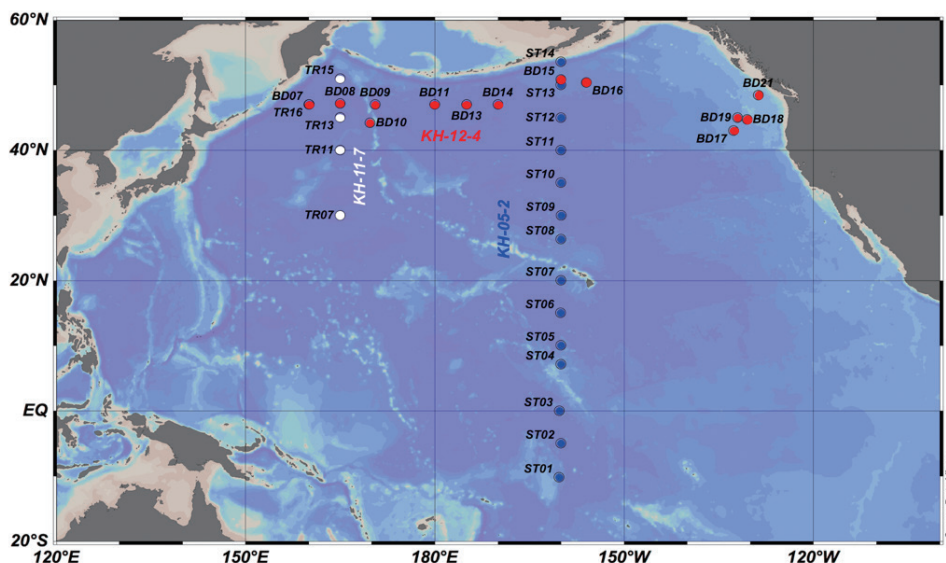 60°N
ST14
TR15
BD15
BD07
BD08
BD09
BD11
BD14
ST13
BD16
BD21
TR16
BD13
TR13
BD10
ST12
BD19
BD18
KH-12-4
BD17
TR11
ST11
40°N
KH-11-7
ST10
TR07
ST09
KH-05-2
ST08
20°N
ST07
ST06
ST05
ST04
EQ
ST03
ST02
ST01
20°S
120°E
150°E
180°E
150°W
120°W